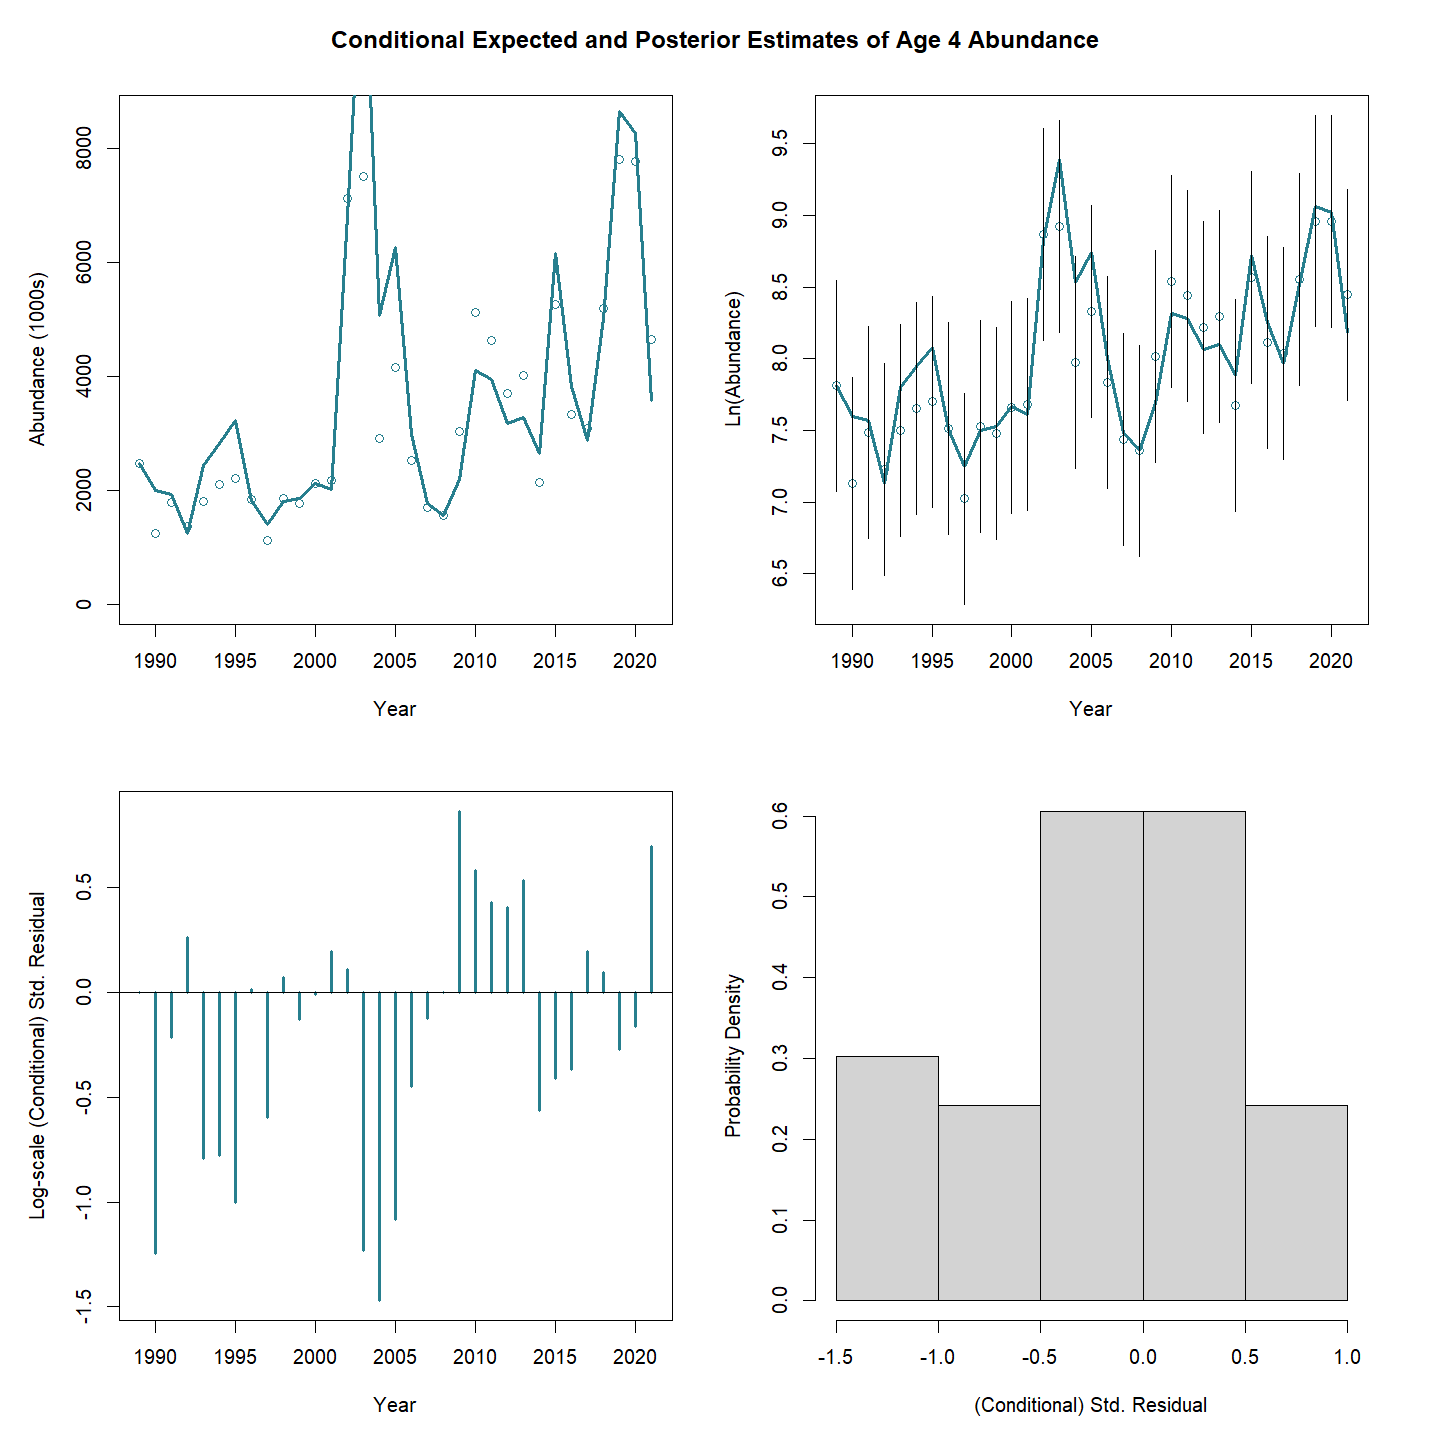 Conditional Expected and Posterior Estimates of Age 4 Abundance
Abundance (1000s)
0
2000
4000
6000
8000
1990 1995 2000 2005 2010 2015 2020
Year
Ln(Abundance)
6.5
7.0
7.5
8.0
8.5
9.0
9.5
1990 1995 2000 2005 2010 2015 2020
Year
Log-scale (Conditional) Std. Residual
-1.5
-1.0
-0.5
0.0
0.5
1990 1995 2000 2005 2010 2015 2020
Year
Probability Density
0.0
0.1
0.2
0.3
0.4
0.5
0.6
-1.5 -1.0 -0.5 0.0 0.5 1.0
(Conditional) Std. Residual